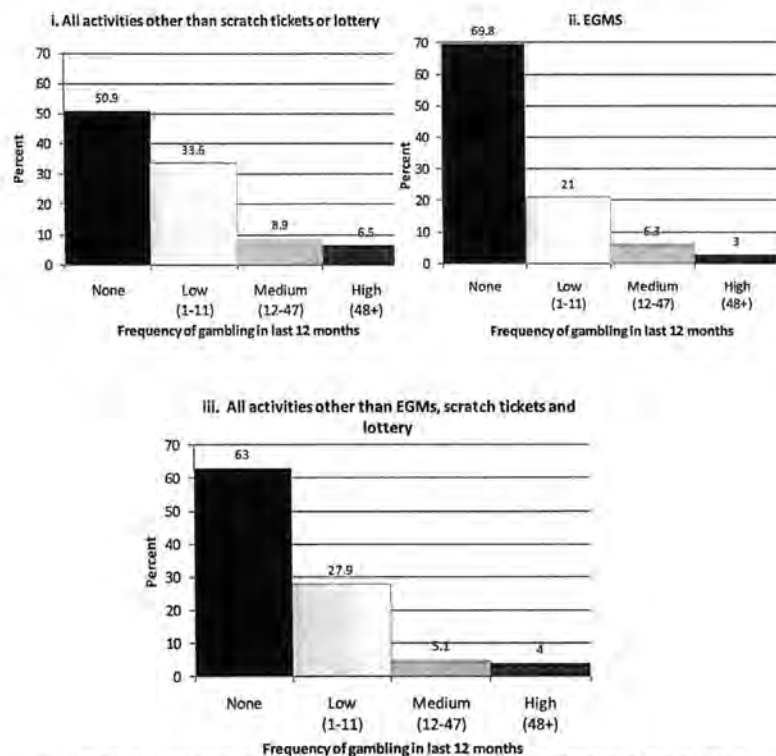 i. All activities other than scratch tickets or lottery
70
60
50
40
30
20
10
0
Percent
50.9
33.6
8.9
6.5
None
Low
(1-11)
Medium
(12-47)
High
(48+)
Frequency of gambling in last 12 months
ii. EGMS
70
60
50
40
30
20
10
0
Percent
69.8
21
6.3
3
None
Low
(1-11)
Medium
(12-47)
High
(48+)
Frequency of gambling in last 12 months
iii. All activities other than EGMs, scratch tickets and
lottery
70
60
50
40
30
20
10
0
Percent
63
27.9
5.1
4
None
Low
(1-11)
Medium
(12-47)
High
(48+)
Frequency of gambling in last 12 months